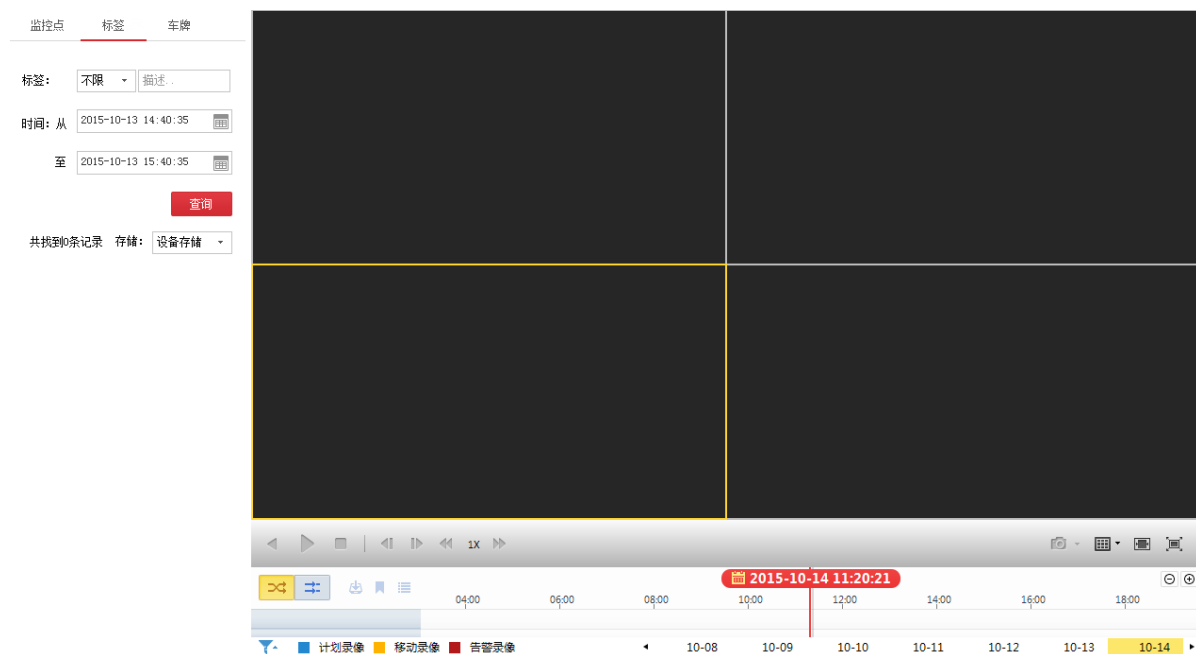 监控点 标签 车牌
标签： 不限 描述..
时间：从 2015-10-13 14:40:35
至 2015-10-13 15:40:35
查询
共找到0条记录 存储： 设备存储
1X
2015-10-14 11:20:21
04:00 06:00 08:00 10:00 12:00 14:00 16:00 18:00
计划录像 移动录像 告警录像 10-08 10-09 10-10 10-11 10-12 10-13 10-14